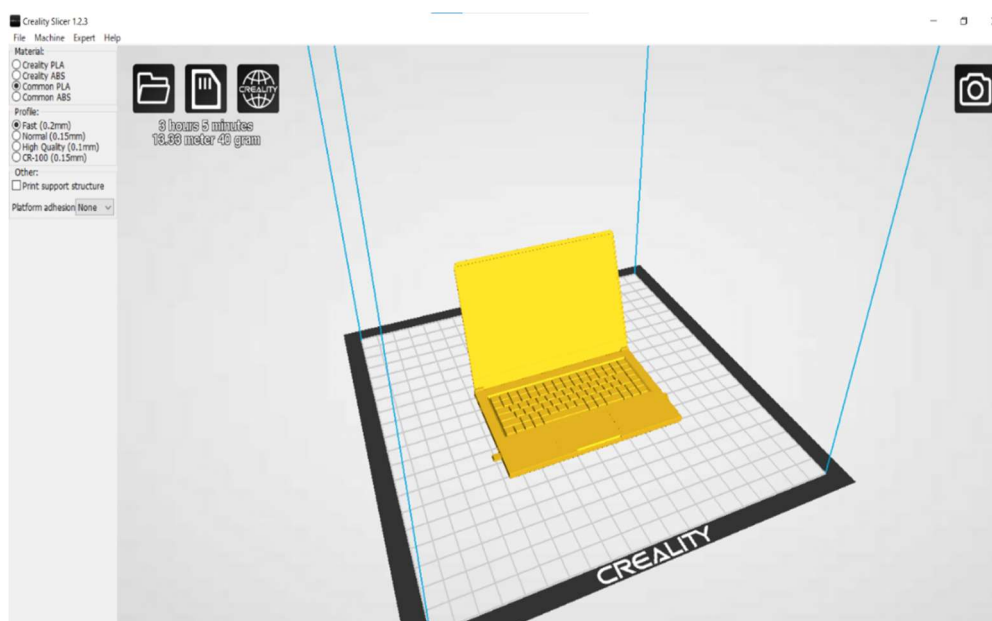 Creality Slicer 1.2.3
File Machine Expert Help
Material:
Creality PLA
Creality ABS
Common PLA
Common ABS
Profile:
Fast (0.2mm)
Normal (0.15mm)
High Quality (0.1mm)
CR-100 (0.15mm)
Other:
Print support structure
Platform adhesion None
CREALITY
3 hours 5 minutes
13.33 meter 40 gram
CREALITY